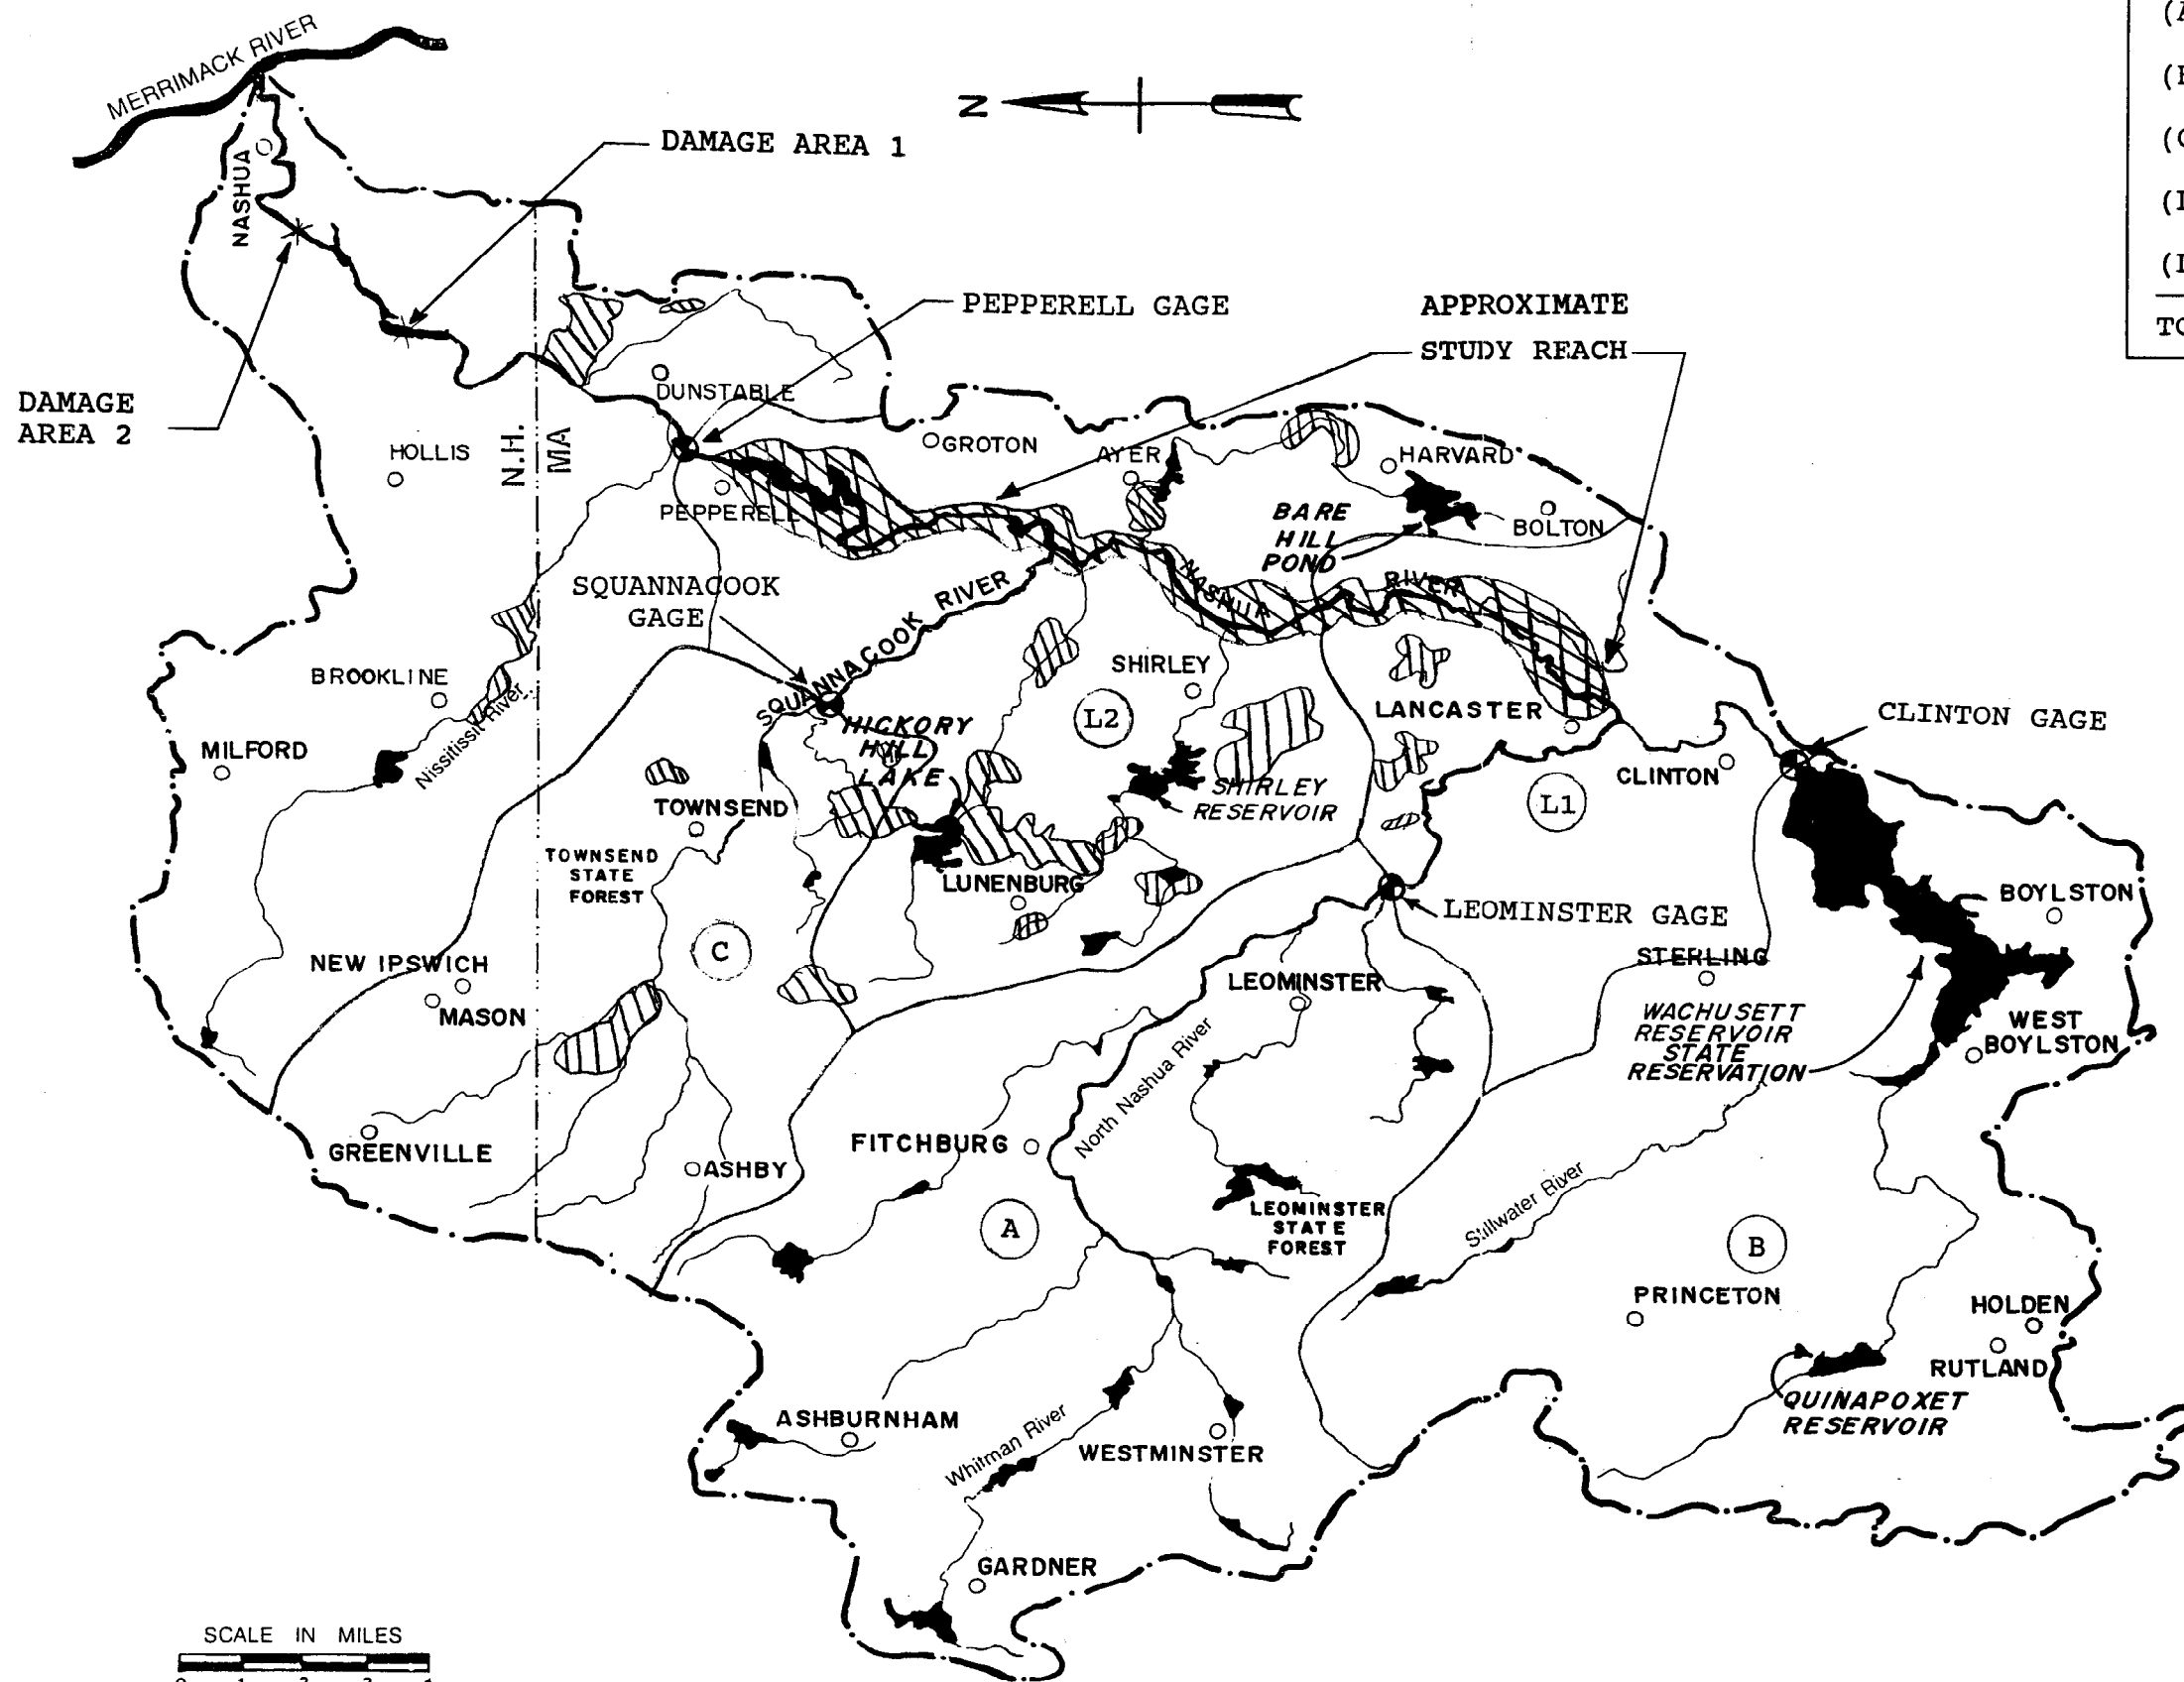 MERRIMACK RIVER
N
DAMAGE AREA 1
NASHUA
PEPPERELL GAGE
APPROXIMATE
STUDY REACH
DAMAGE
AREA 2
DUNSTABLE
HOLLIS
N.H.
MA
GROTON
AYER
HARVARD
PEPPERELL
BARE
HILL
POND
BOLTON
SQUANNACOOK
GAGE
SQUANNACOOK RIVER
NASHUA RIVER
BROOKLINE
Nissitissit River
SHIRLEY
L2
LANCASTER
CLINTON GAGE
MILFORD
HICKORY
HILL
LAKE
TOWNSEND
SHIRLEY
RESERVOIR
CLINTON
L1
TOWNSEND
STATE
FOREST
LUNENBURG
LEOMINSTER GAGE
BOYLSTON
C
STERLING
NEW IPSWICH
MASON
LEOMINSTER
WACHUSETT
RESERVOIR
STATE
RESERVATION
WEST
BOYLSTON
North Nashua River
GREENVILLE
ASHBY
FITCHBURG
A
LEOMINSTER
STATE
FOREST
Stillwater River
B
PRINCETON
HOLDEN
RUTLAND
QUINAPOXET
RESERVOIR
ASHBURNHAM
Whitman River
WESTMINSTER
GARDNER
SCALE IN MILES